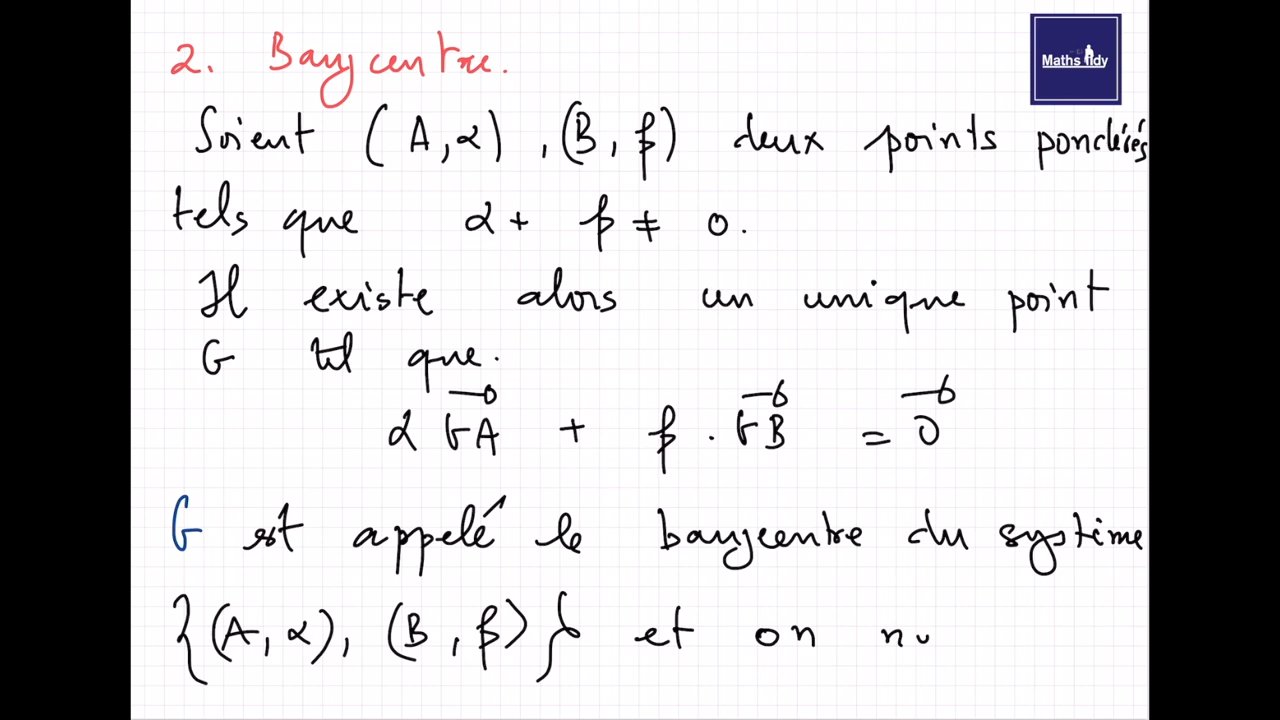 2. Barycentre.
Maths Tidy
Soient (A, α), (B, β) deux points pondérés
tels que α + β ≠ 0.
Il existe alors un unique point
G tel que.
α GA⃗ + β . GB⃗ = 0⃗
G est appelé le barycentre du système
{(A, α), (B, β)} et on